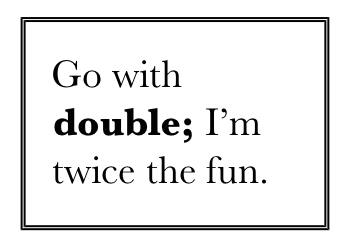 Go with
double; I’m
twice the fun.